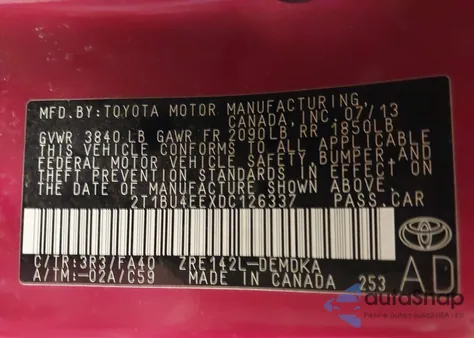 MFD.BY:TOYOTA MOTOR MANUFACTURING,
CANADA,INC.07/13
GVWR 3840LB GAWR FR 2090LB RR 1850LB
THIS VEHICLE CONFORMS TO ALL APPLICABLE
FEDERAL MOTOR VEHICLE SAFETY,BUMPER,AND
THEFT PREVENTION STANDARDS IN EFFECT ON
THE DATE OF MANUFACTURE SHOWN ABOVE.
2T1BU4EEXDC126337 PASS.CAR
C/TR:3R3/FA40 ZRE142L-DEMDKA
A/TM:-02A/C59 MADE IN CANADA 253
TOYOTA
AD
autoshop